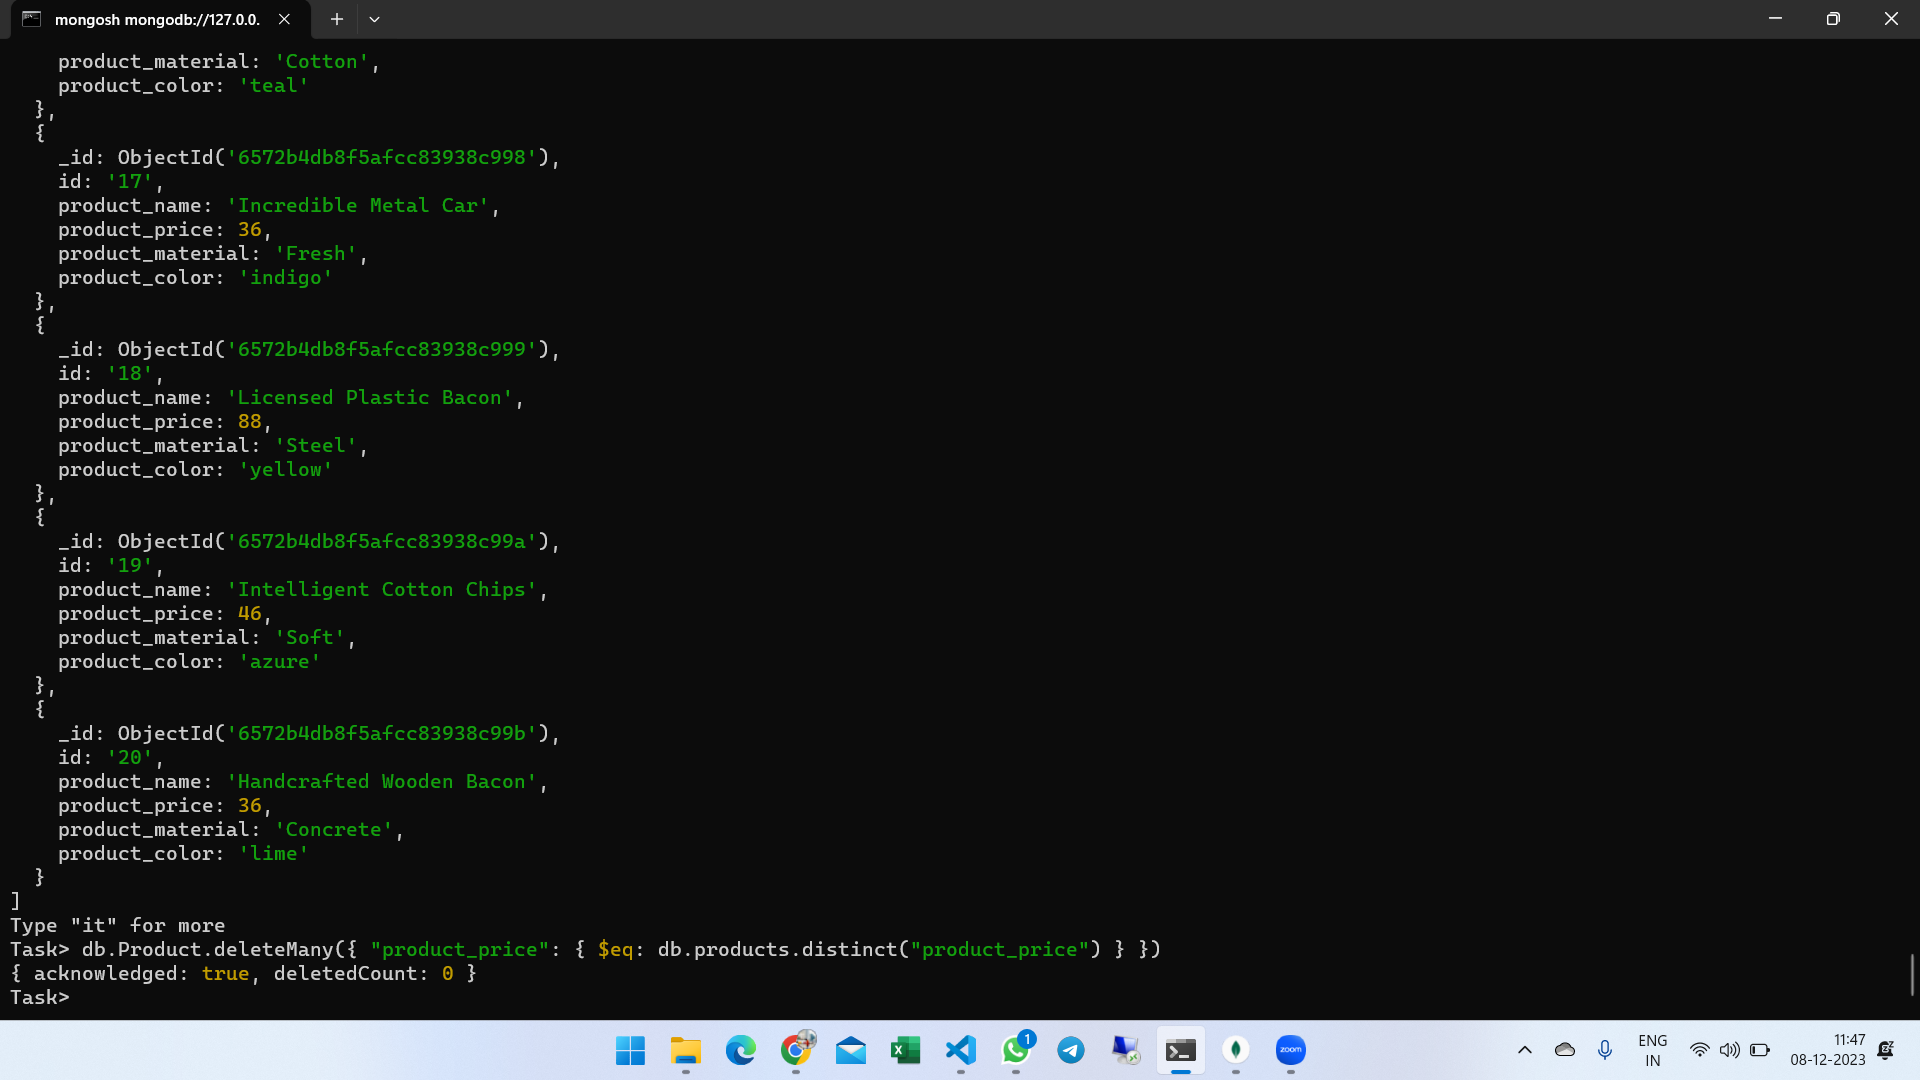 mongosh mongodb://127.0.0.
product_material: 'Cotton',
product_color: 'teal'
},
{
_id: ObjectId('6572b4db8f5afcc83938c998'),
id: '17',
product_name: 'Incredible Metal Car',
product_price: 36,
product_material: 'Fresh',
product_color: 'indigo'
},
{
_id: ObjectId('6572b4db8f5afcc83938c999'),
id: '18',
product_name: 'Licensed Plastic Bacon',
product_price: 88,
product_material: 'Steel',
product_color: 'yellow'
},
{
_id: ObjectId('6572b4db8f5afcc83938c99a'),
id: '19',
product_name: 'Intelligent Cotton Chips',
product_price: 46,
product_material: 'Soft',
product_color: 'azure'
},
{
_id: ObjectId('6572b4db8f5afcc83938c99b'),
id: '20',
product_name: 'Handcrafted Wooden Bacon',
product_price: 36,
product_material: 'Concrete',
product_color: 'lime'
}
]
Type "it" for more
Task> db.Product.deleteMany({ "product_price": { $eq: db.products.distinct("product_price") } })
{ acknowledged: true, deletedCount: 0 }
Task>
1
zoom
ENG
IN
11:47
08-12-2023